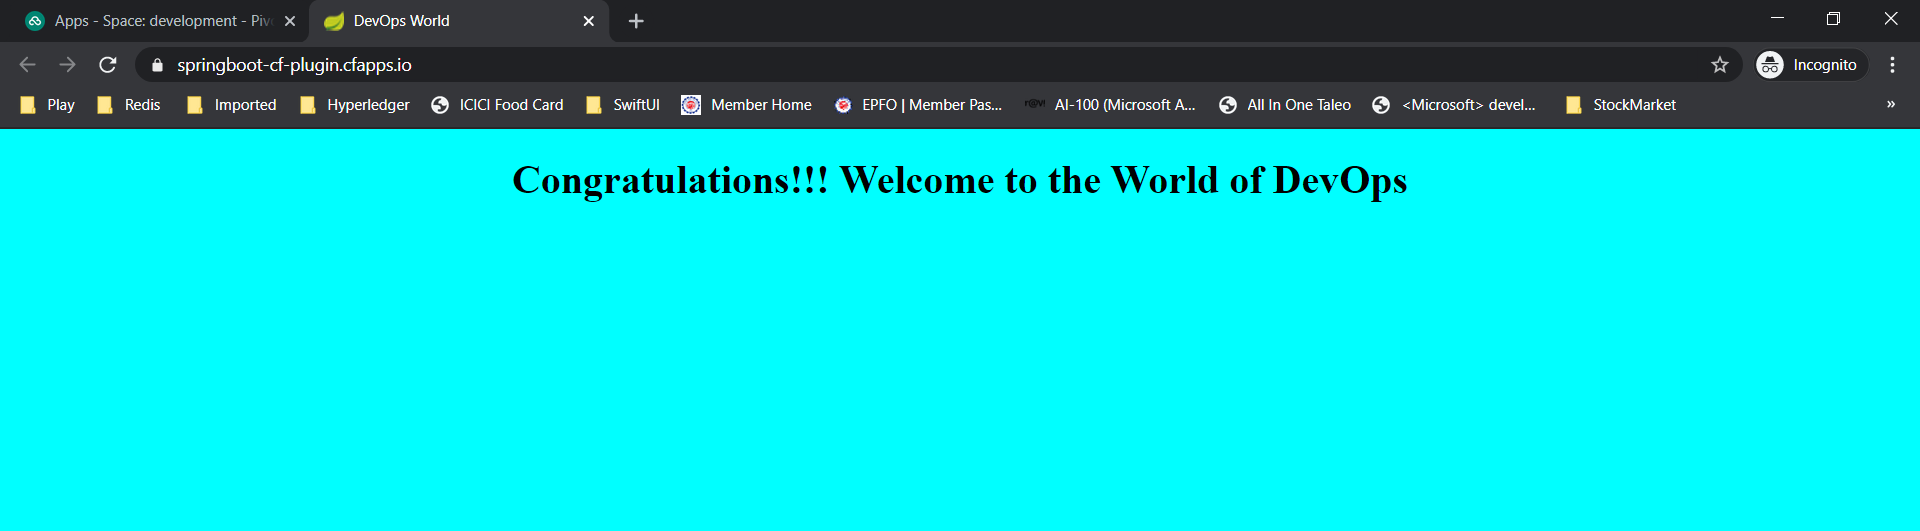 Apps - Space: development - Piv
DevOps World
springboot-cf-plugin.cfapps.io
Incognito
Play
Redis
Imported
Hyperledger
ICICI Food Card
SwiftUI
Member Home
EPFO | Member Pas...
AI-100 (Microsoft A...
All In One Taleo
<Microsoft> devel...
StockMarket
»
Congratulations!!! Welcome to the World of DevOps